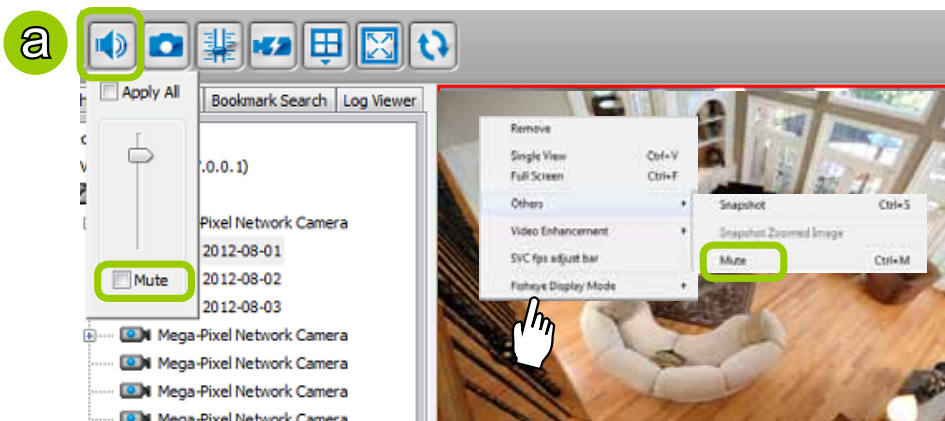 a
Apply All
Bookmark Search
Log Viewer
.0.0.1)
-Pixel Network Camera
2012-08-01
Mute
2012-08-02
2012-08-03
Mega-Pixel Network Camera
Mega-Pixel Network Camera
Mega-Pixel Network Camera
Mega-Pixel Network Camera
Remove
Single View Ctrl+V
Full Screen Ctrl+F
Others
Video Enhancement
SVC fps adjust bar
Fisheye Display Mode
Snapshot Ctrl+S
Snapshot Zoomed Image
Mute Ctrl+M